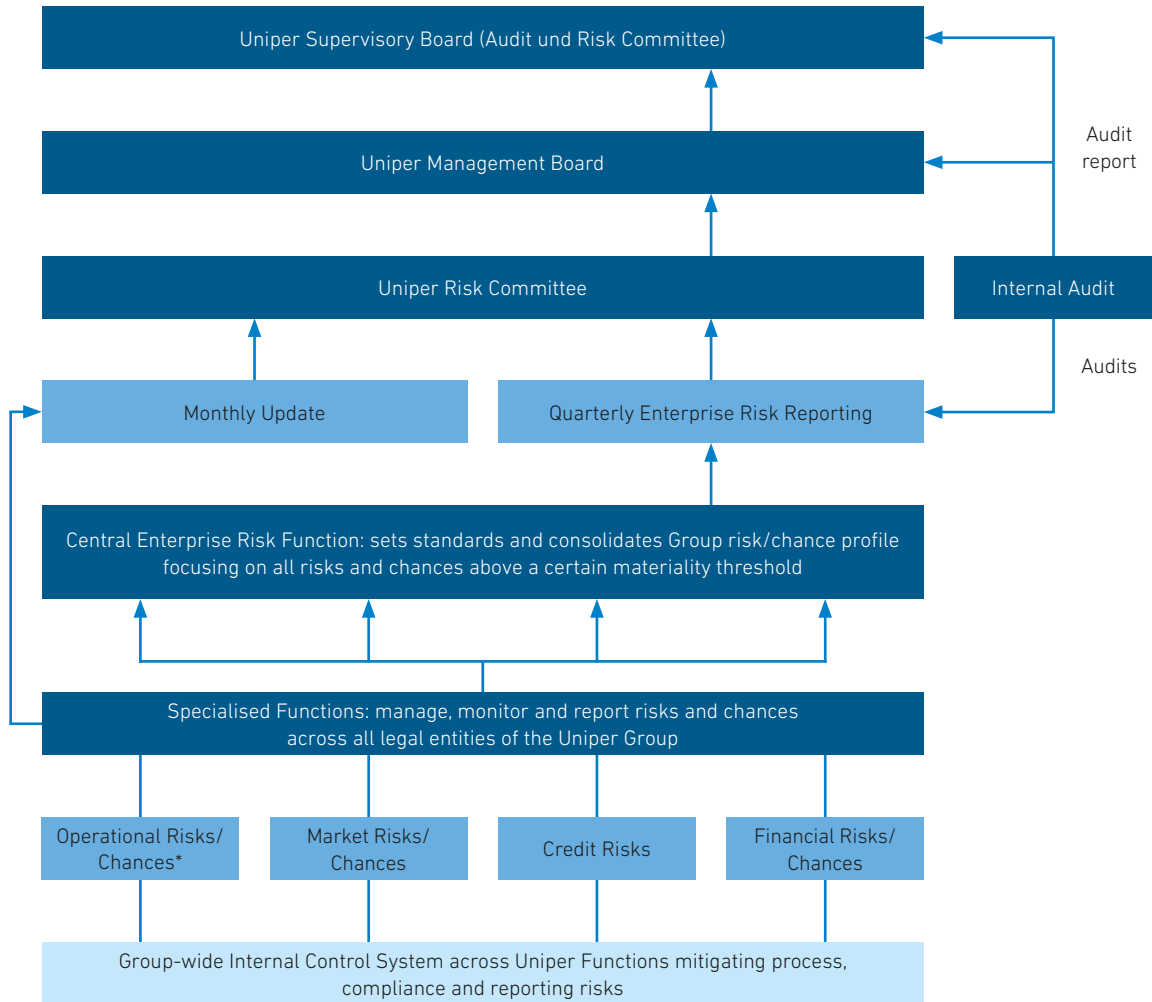 Uniper Supervisory Board (Audit und Risk Committee)
Audit
report
Uniper Management Board
Uniper Risk Committee
Internal Audit
Audits
Monthly Update
Quarterly Enterprise Risk Reporting
Central Enterprise Risk Function: sets standards and consolidates Group risk/chance profile
focusing on all risks and chances above a certain materiality threshold
Specialised Functions: manage, monitor and report risks and chances
across all legal entities of the Uniper Group
Operational Risks/
Chances*
Market Risks/
Chances
Credit Risks
Financial Risks/
Chances
Group-wide Internal Control System across Uniper Functions mitigating process,
compliance and reporting risks